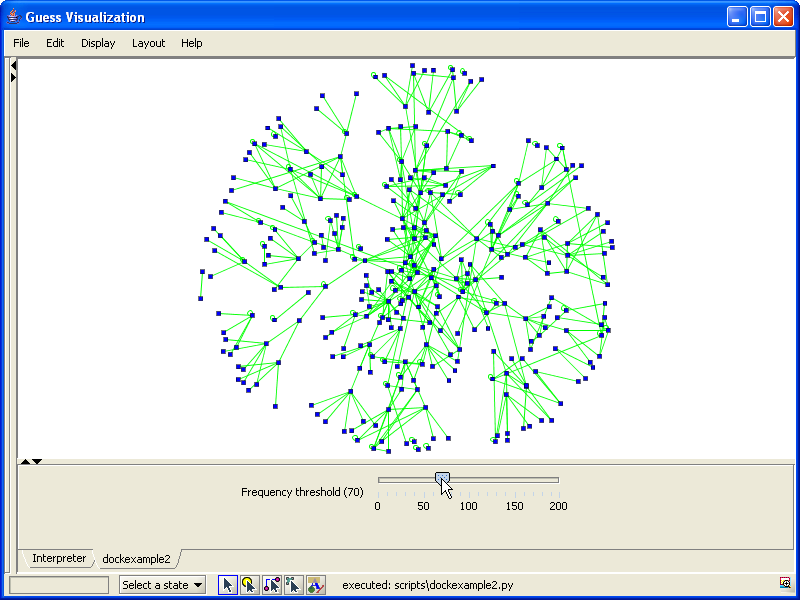 Guess Visualization
File Edit Display Layout Help
Frequency threshold (70)
0 50 100 150 200
Interpreter dockexample2
Select a state executed: scripts\dockexample2.py